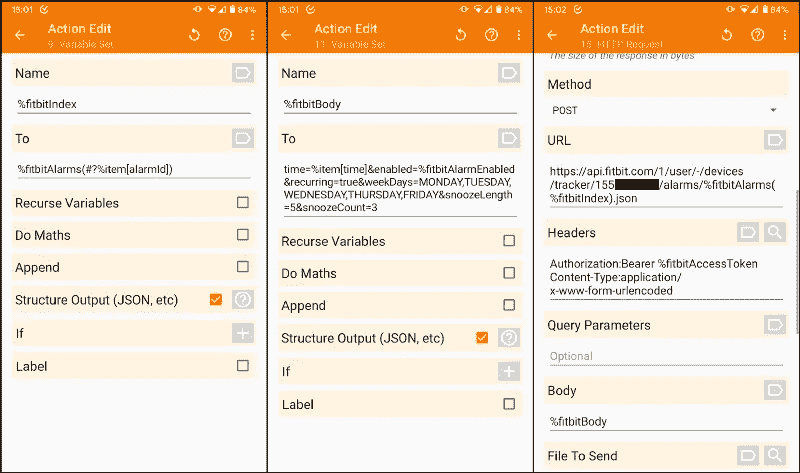 15:01
84%
Action Edit
9. Variable Set
Name
%fitbitIndex
To
%fitbitAlarms(#?%item[alarmId])
Recurse Variables
Do Maths
Append
Structure Output (JSON, etc)
If
Label
15:01
84%
Action Edit
11. Variable Set
Name
%fitbitBody
To
time=%item[time]&enabled=%fitbitAlarmEnabled
&recurring=true&weekDays=MONDAY,TUESDAY,
WEDNESDAY,THURSDAY,FRIDAY&snoozeLength
=5&snoozeCount=3
Recurse Variables
Do Maths
Append
Structure Output (JSON, etc)
If
Label
15:02
84%
Action Edit
15. HTTP Request
The size of the response in bytes
Method
POST
URL
https://api.fitbit.com/1/user/-/devices
/tracker/155 /alarms/%fitbitAlarms(
%fitbitIndex).json
Headers
Authorization:Bearer %fitbitAccessToken
Content-Type:application/
x-www-form-urlencoded
Query Parameters
Optional
Body
%fitbitBody
File To Send